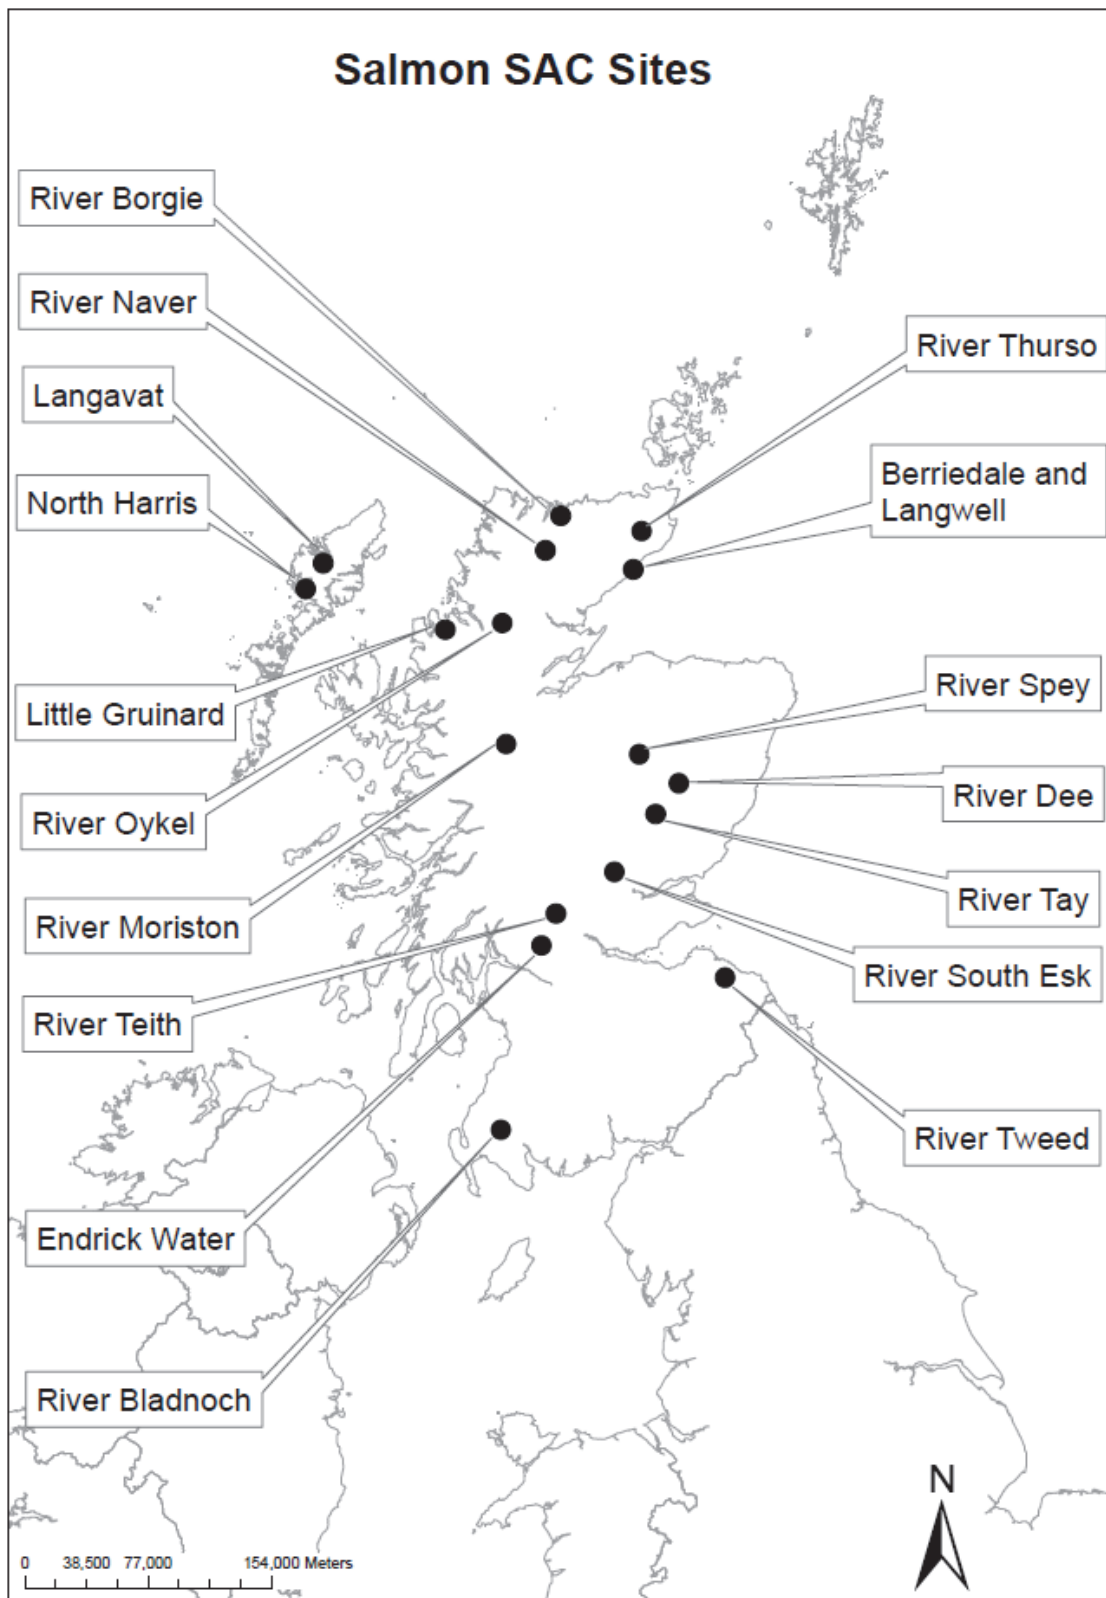 Salmon SAC Sites
River Borgie
River Naver
Langavat
North Harris
Little Gruinard
River Oykel
River Moriston
River Teith
Endrick Water
River Bladnoch
River Thurso
Berriedale and
Langwell
River Spey
River Dee
River Tay
River South Esk
River Tweed
N
0 38,500 77,000 154,000 Meters